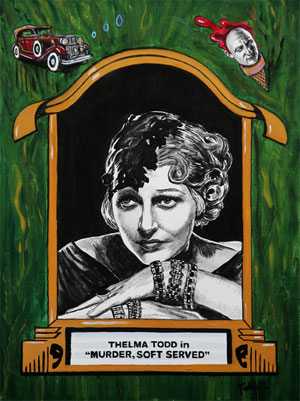 THELMA TODD in
"MURDER, SOFT SERVED"